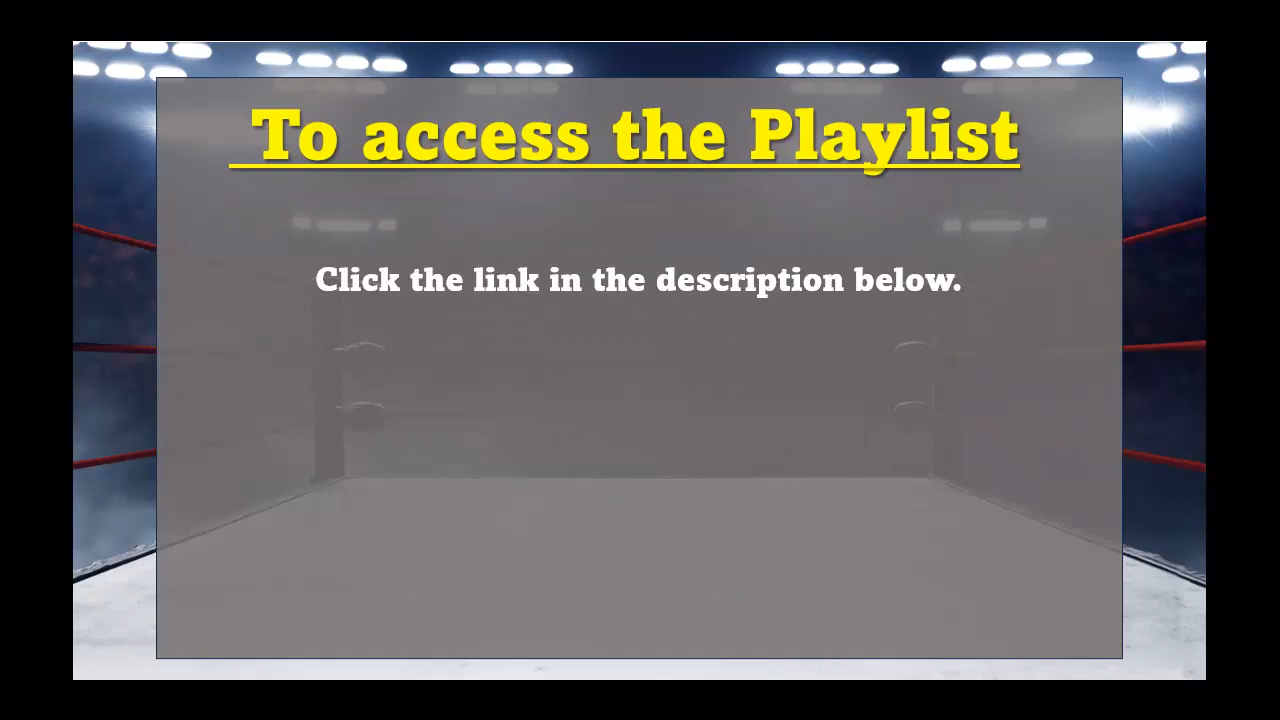 To access the Playlist
Click the link in the description below.